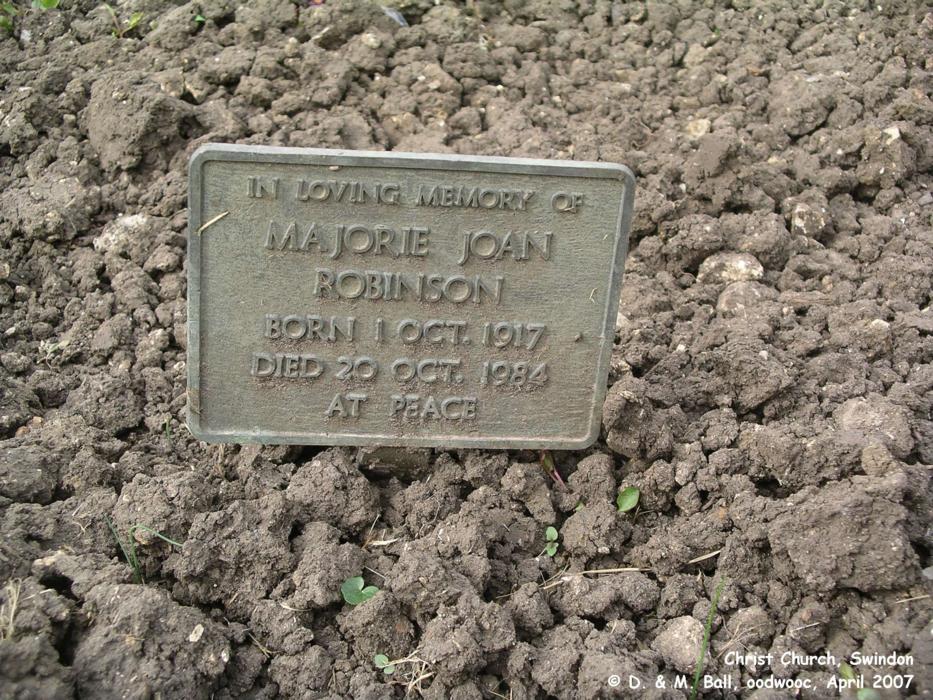 IN LOVING MEMORY OF
MARJORIE JOAN
ROBINSON
BORN 1 OCT. 1917
DIED 20 OCT. 1984
AT PEACE
Christ Church, Swindon
© D. & M. Ball, oodwooc, April 2007